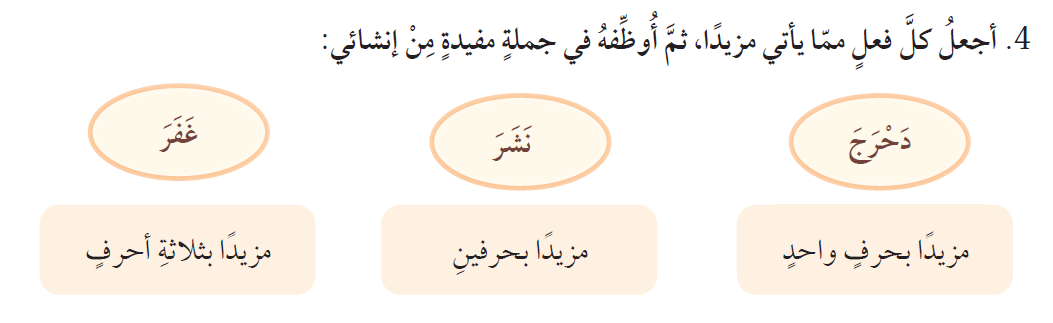 4. أجعلُ كلَّ فعلٍ ممّا يأتي مزيدًا، ثمَّ أُوظِّفهُ في جملةٍ مفيدةٍ مِنْ إنشائي:
دَحْرَجَ
نَشَرَ
غَفَرَ
مزيدًا بحرفٍ واحدٍ
مزيدًا بحرفينِ
مزيدًا بثلاثةِ أحرفٍ